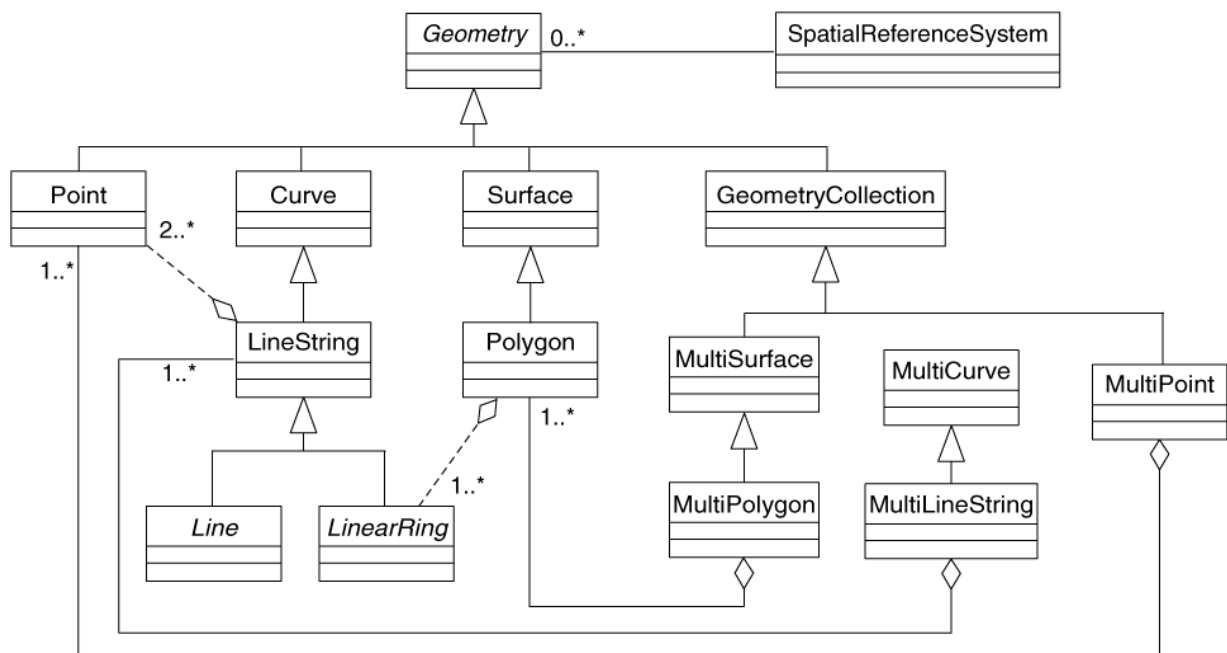 Geometry
0..*
SpatialReferenceSystem
Point
Curve
Surface
GeometryCollection
2..*
1..*
LineString
Polygon
MultiSurface
MultiCurve
MultiPoint
1..*
1..*
1..*
MultiPolygon
MultiLineString
Line
LinearRing